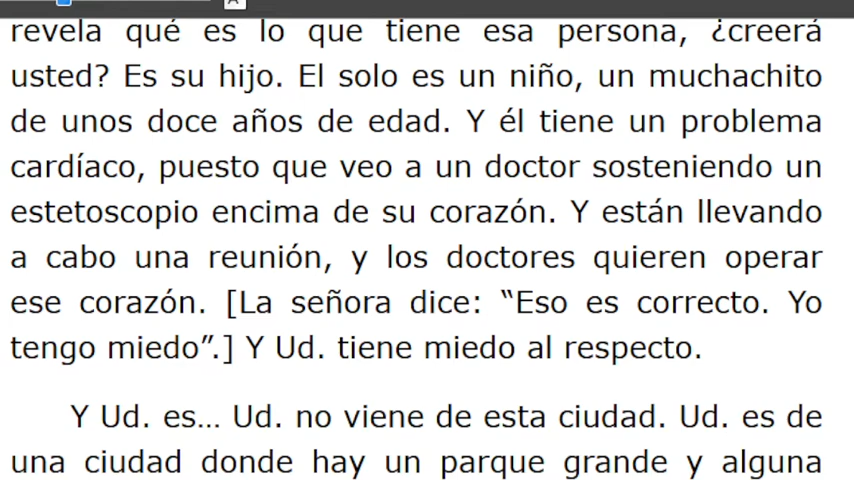 revela qué es lo que tiene esa persona, ¿creerá
usted? Es su hijo. El solo es un niño, un muchachito
de unos doce años de edad. Y él tiene un problema
cardíaco, puesto que veo a un doctor sosteniendo un
estetoscopio encima de su corazón. Y están llevando
a cabo una reunión, y los doctores quieren operar
ese corazón. [La señora dice: “Eso es correcto. Yo
tengo miedo”.] Y Ud. tiene miedo al respecto.
Y Ud. es… Ud. no viene de esta ciudad. Ud. es de
una ciudad donde hay un parque grande y alguna